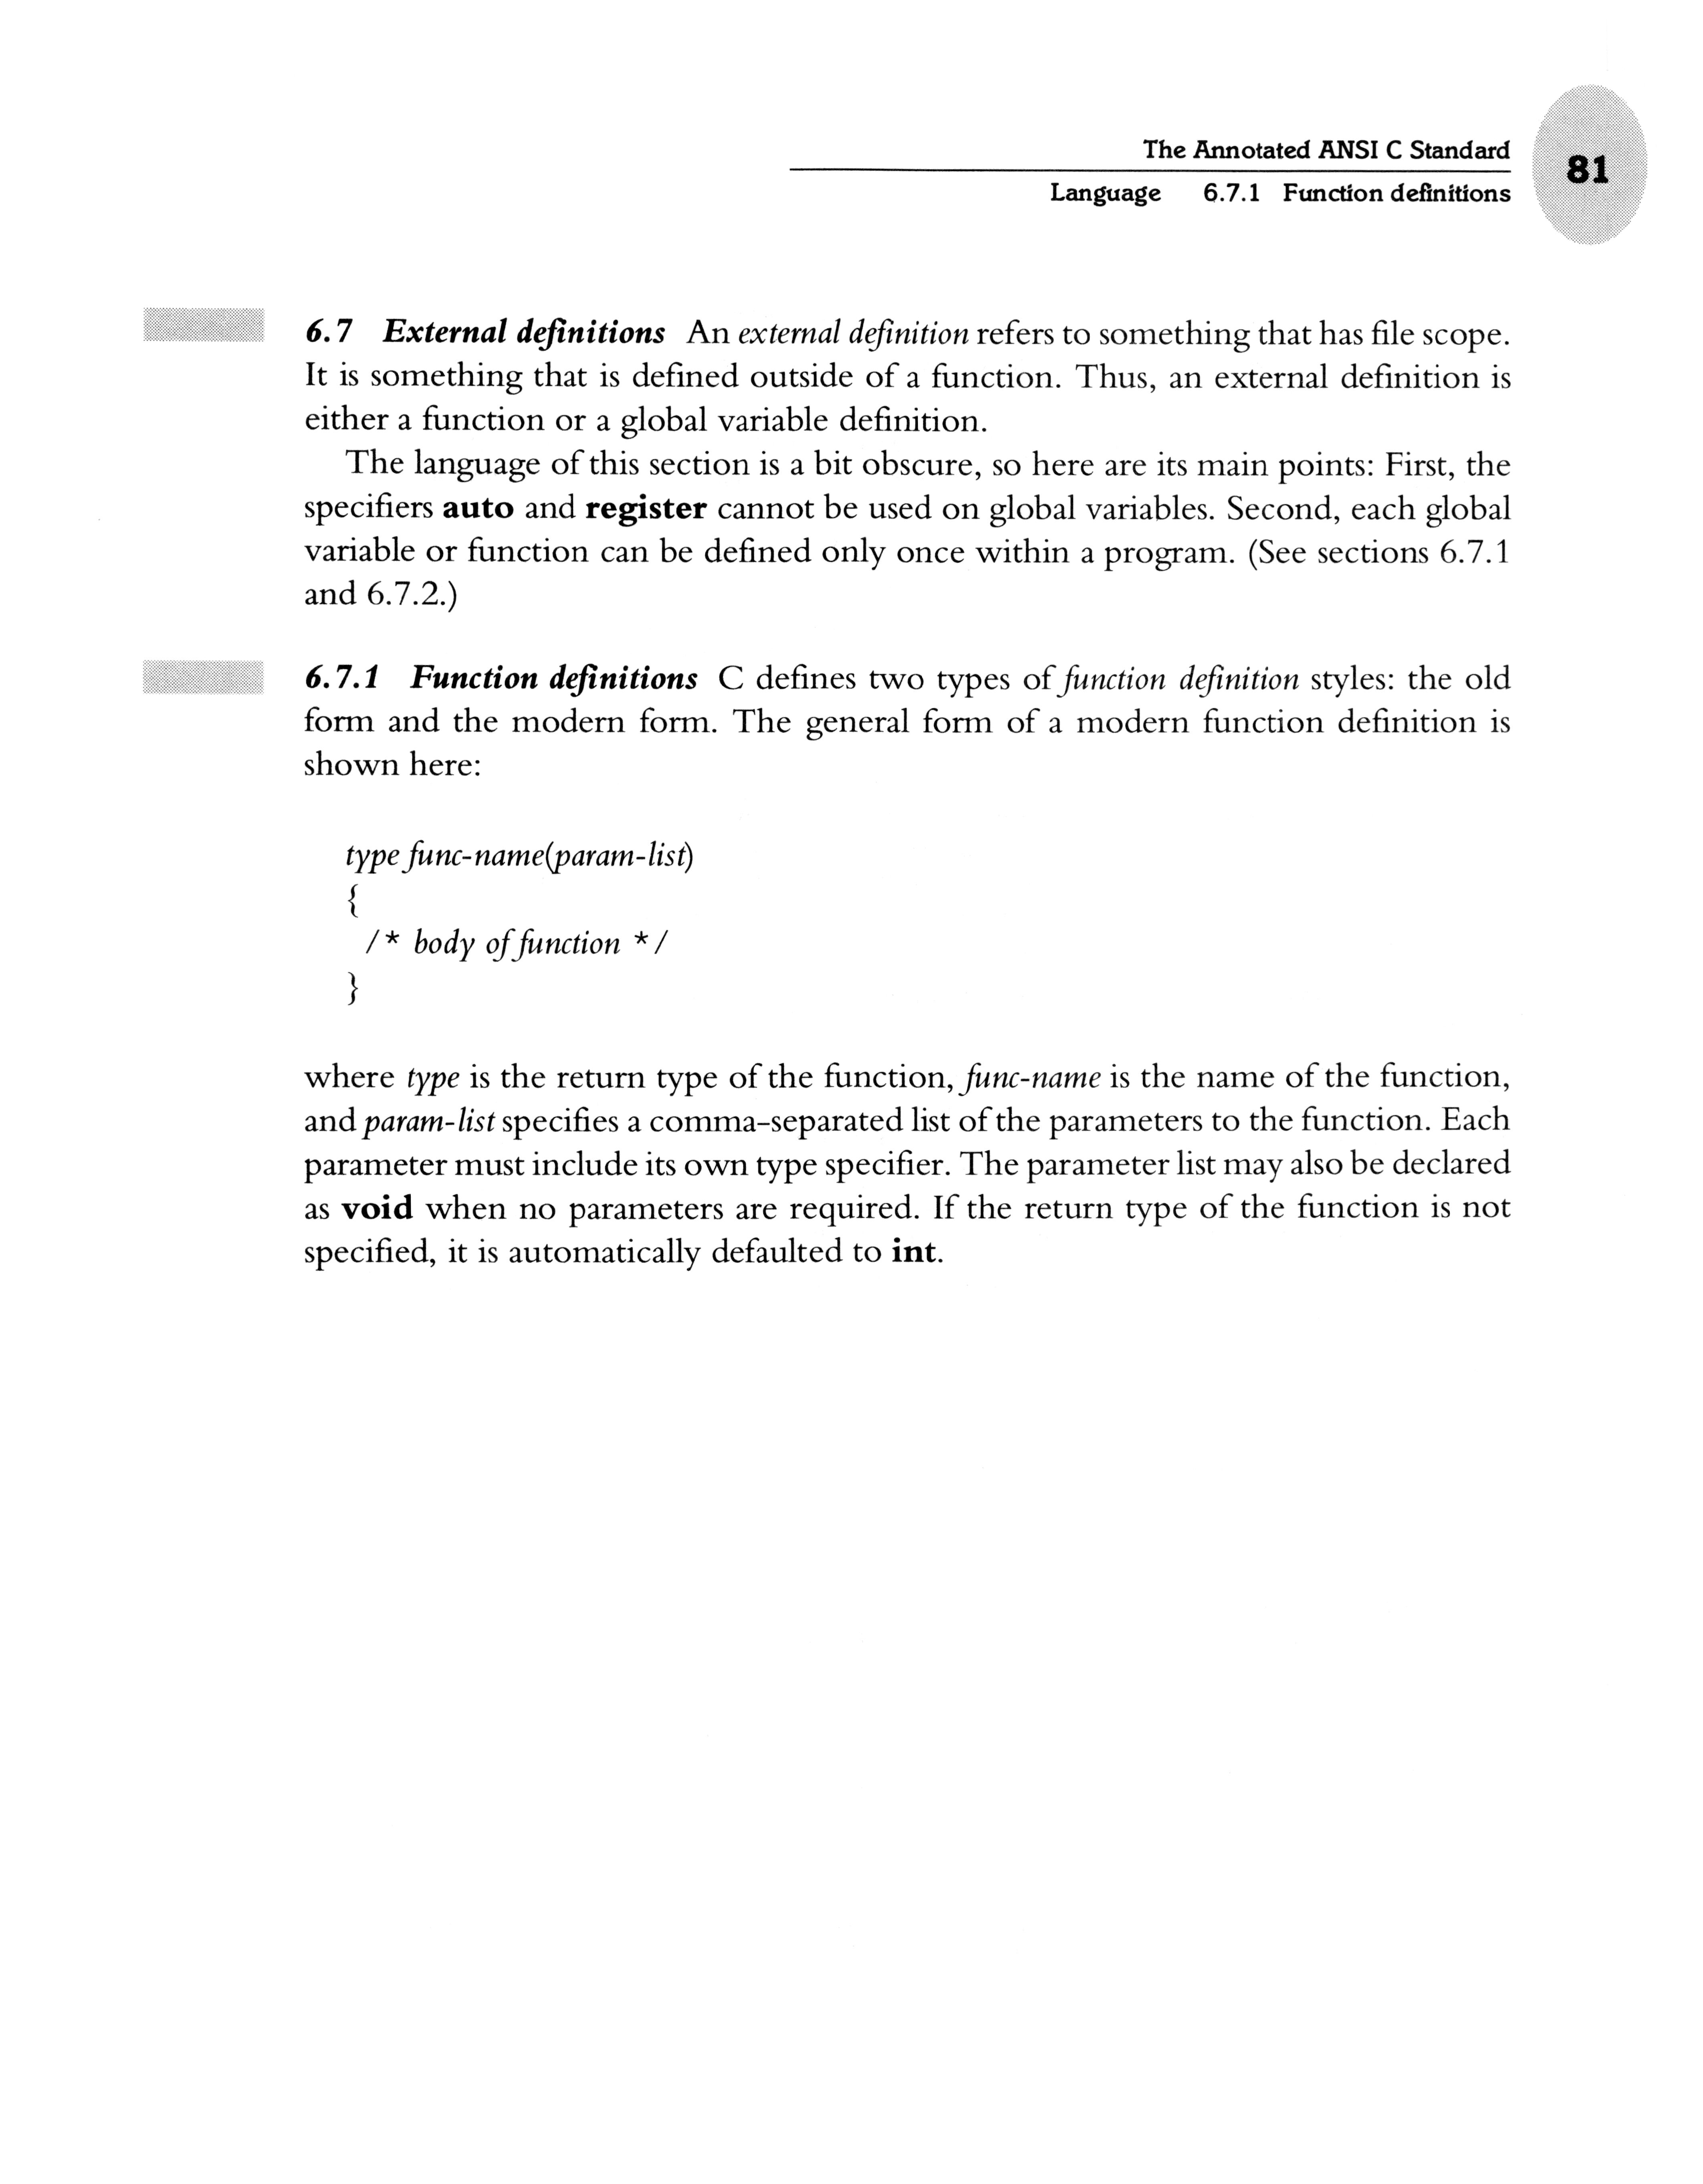 The Annotated ANSI C Standard
81
Language 6.7.1 Function definitions
6.7 External definitions An external definition refers to something that has file scope.
It is something that is defined outside of a function. Thus, an external definition is
either a function or a global variable definition.
The language of this section is a bit obscure, so here are its main points: First, the
specifiers auto and register cannot be used on global variables. Second, each global
variable or function can be defined only once within a program. (See sections 6.7.1
and 6.7.2.)
6.7.1 Function definitions C defines two types of function definition styles: the old
form and the modern form. The general form of a modern function definition is
shown here:
type func-name(param-list)
{
/* body of function */
}
where type is the return type of the function, func-name is the name of the function,
and param-list specifies a comma-separated list of the parameters to the function. Each
parameter must include its own type specifier. The parameter list may also be declared
as void when no parameters are required. If the return type of the function is not
specified, it is automatically defaulted to int.